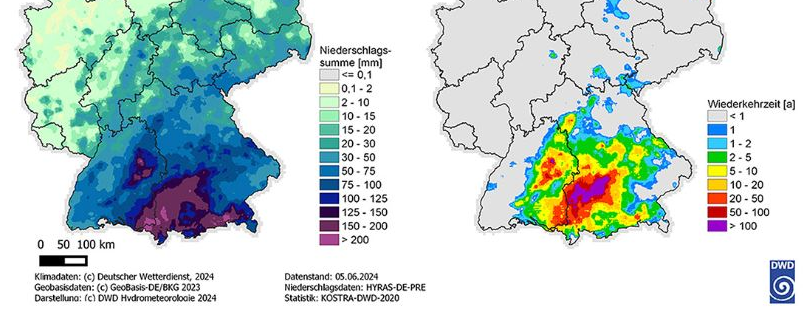 Niederschlags-
summe [mm]
<= 0,1
0,1 - 2
2 - 10
10 - 15
15 - 20
20 - 30
30 - 50
50 - 75
75 - 100
100 - 125
125 - 150
150 - 200
> 200
0 50 100 km
Klimadaten: (c) Deutscher Wetterdienst, 2024
Geobasisdaten: (c) GeoBasis-DE/BKG 2023
Darstellung: (c) DWD Hydrometeorologie 2024
Datenstand: 05.06.2024
Niederschlagsdaten: HYRAS-DE-PRE
Statistik: KOSTRA-DWD-2020
Wiederkehrzeit [a]
< 1
1
1 - 2
2 - 5
5 - 10
10 - 20
20 - 50
50 - 100
> 100
DWD